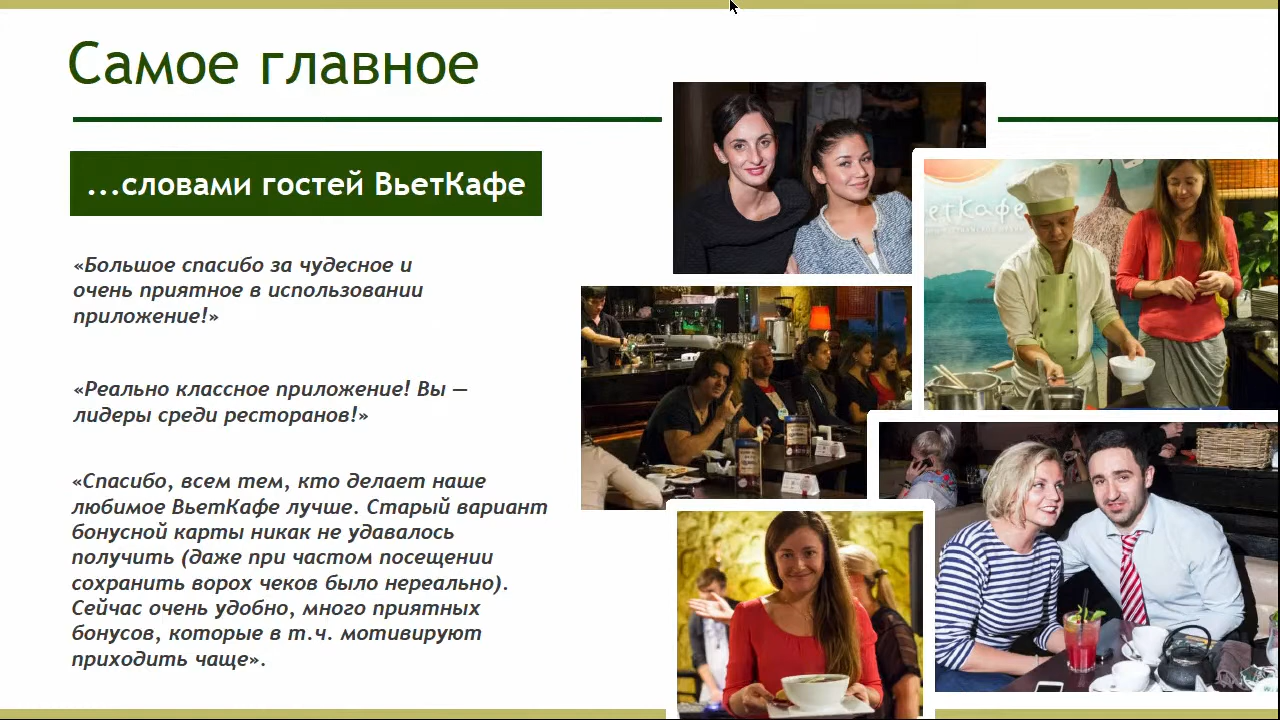 Самое главное
...словами гостей ВьетКафе
«Большое спасибо за чудесное и
очень приятное в использовании
приложение!»
«Реально классное приложение! Вы —
лидеры среди ресторанов!»
«Спасибо, всем тем, кто делает наше
любимое ВьетКафе лучше. Старый вариант
бонусной карты никак не удавалось
получить (даже при частом посещении
сохранить ворох чеков было нереально).
Сейчас очень удобно, много приятных
бонусов, которые в т.ч. мотивируют
приходить чаще».